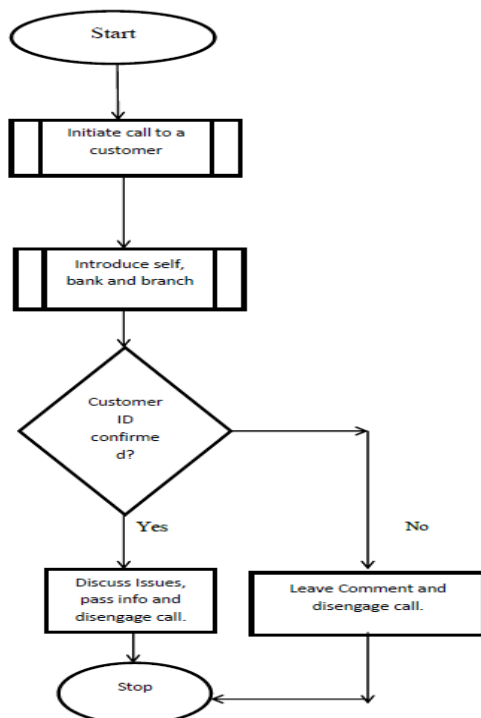 Start
Initiate call to a
customer
Introduce self,
bank and branch
Customer
ID
confirme
d?
Yes
No
Discuss Issues,
pass info and
disengage call.
Leave Comment and
disengage call.
Stop